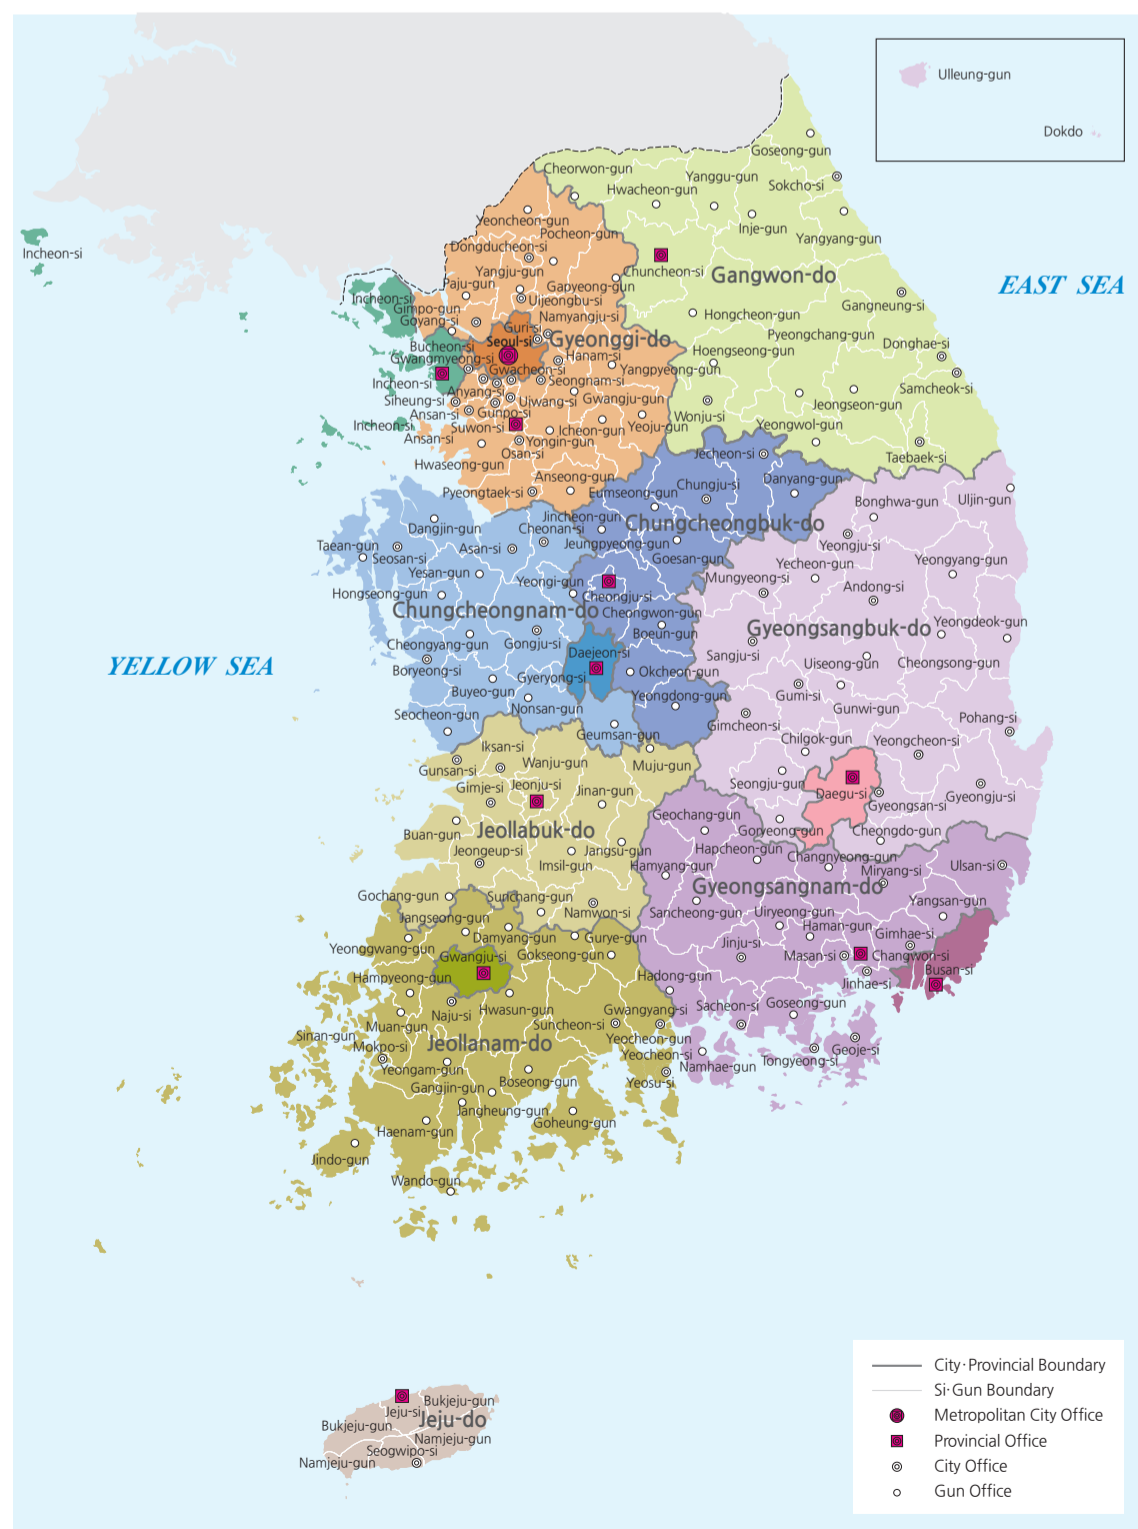 Ulleung-gun
Dokdo
Goseong-gun
Cheorwon-gun
Yanggu-gun
Sokcho-si
Hwacheon-gun
Yeoncheon-gun
Inje-gun
Pocheon-gun
Yangyang-gun
Dongducheon-si
Incheon-si
Yangju-gun
Chuncheon-si
Gangwon-do
EAST SEA
Paju-gun
Gapyeong-gun
Incheon-si
Uijeongbu-si
Gangneung-si
Gimpo-gun
Namyangju-si
Hongcheon-gun
Goyang-si
Guri-si
Gyeonggi-do
Pyeongchang-gun
Seoul-si
Donghae-si
Bucheon-si
Hoengseong-gun
Gwangmyeong-si
Hanam-si
Gwacheon-si
Yangpyeong-gun
Incheon-si
Seongnam-si
Samcheok-si
Anyang-si
Siheung-si
Uiwang-si
Gwangju-gun
Jeongseon-gun
Ansan-si
Gunpo-si
Wonju-si
Incheon-si
Suwon-si
Icheon-gun
Yeoju-gun
Yeongwol-gun
Ansan-si
Yongin-gun
Osan-si
Jecheon-si
Taebaek-si
Hwaseong-gun
Anseong-gun
Chungju-si
Danyang-gun
Pyeongtaek-si
Eumseong-gun
Bonghwa-gun
Uljin-gun
Jincheon-gun
Chungcheongbuk-do
Dangjin-gun
Cheonan-si
Taean-gun
Asan-si
Jeungpyeong-gun
Yeongju-si
Seosan-si
Goesan-gun
Yeongyang-gun
Yesan-gun
Yeongi-gun
Mungyeong-si
Yecheon-gun
Andong-si
Hongseong-gun
Cheongju-si
Chungcheongnam-do
Cheongwon-gun
Gyeongsangbuk-do
Yeongdeok-gun
Boeun-gun
Cheongyang-gun
Gongju-si
Daejeon-si
Sangju-si
Uiseong-gun
Cheongsong-gun
YELLOW SEA
Boryeong-si
Gyeryong-si
Okcheon-gun
Buyeo-gun
Yeongdong-gun
Gumi-si
Gunwi-gun
Seocheon-gun
Nonsan-gun
Gimcheon-si
Pohang-si
Geumsan-gun
Chilgok-gun
Yeongcheon-si
Iksan-si
Wanju-gun
Muju-gun
Gunsan-si
Seongju-gun
Gimje-si
Jeonju-si
Jinan-gun
Daegu-si
Gyeongsan-si
Gyeongju-si
Geochang-gun
Buan-gun
Jeollabuk-do
Goryeong-gun
Cheongdo-gun
Jeongeup-si
Jangsu-gun
Hapcheon-gun
Changnyeong-gun
Imsil-gun
Hamyang-gun
Miryang-si
Ulsan-si
Gyeongsangnam-do
Gochang-gun
Sunchang-gun
Yangsan-gun
Jangseong-gun
Namwon-si
Sancheong-gun
Uiryeong-gun
Damyang-gun
Gurye-gun
Haman-gun
Gimhae-si
Yeonggwang-gun
Gwangju-si
Gokseong-gun
Jinju-si
Masan-si
Changwon-si
Hampyeong-gun
Hadong-gun
Busan-si
Jinhae-si
Naju-si
Hwasun-gun
Gwangyang-si
Sacheon-si
Goseong-gun
Muan-gun
Suncheon-si
Sinan-gun
Jeollanam-do
Yeocheon-gun
Mokpo-si
Yeocheon-si
Geoje-si
Yeongam-gun
Namhae-gun
Tongyeong-si
Gangjin-gun
Boseong-gun
Yeosu-si
Jangheung-gun
Goheung-gun
Haenam-gun
Jindo-gun
Wando-gun
City·Provincial Boundary
Si·Gun Boundary
Bukjeju-gun
Jeju-si
Metropolitan City Office
Jeju-do
Bukjeju-gun
Namjeju-gun
Provincial Office
Seogwipo-si
Namjeju-gun
City Office
Gun Office